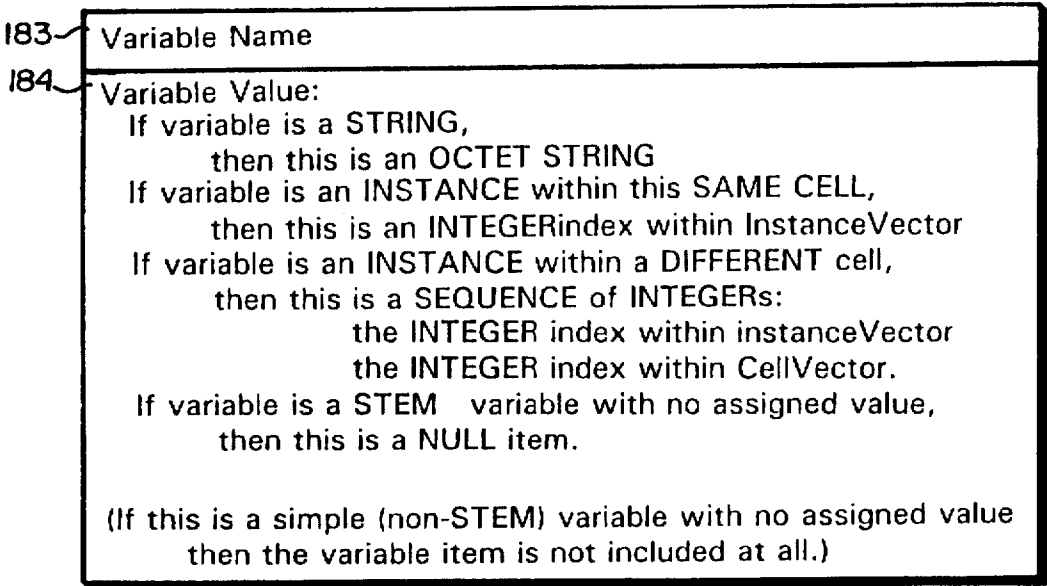 183 Variable Name
184 Variable Value:
If variable is a STRING,
then this is an OCTET STRING
If variable is an INSTANCE within this SAME CELL,
then this is an INTEGERindex within InstanceVector
If variable is an INSTANCE within a DIFFERENT cell,
then this is a SEQUENCE of INTEGERs:
the INTEGER index within instanceVector
the INTEGER index within CellVector.
If variable is a STEM variable with no assigned value,
then this is a NULL item.
(If this is a simple (non-STEM) variable with no assigned value
then the variable item is not included at all.)